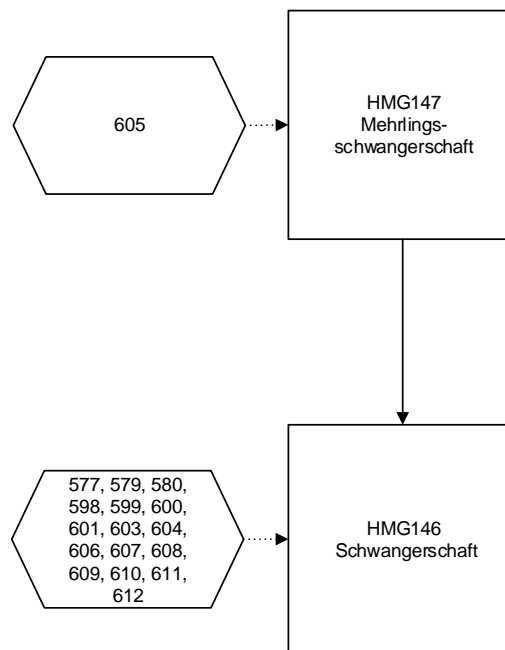 605
HMG147
Mehrlings-
schwangerschaft
577, 579, 580,
598, 599, 600,
601, 603, 604,
606, 607, 608,
609, 610, 611,
612
HMG146
Schwangerschaft